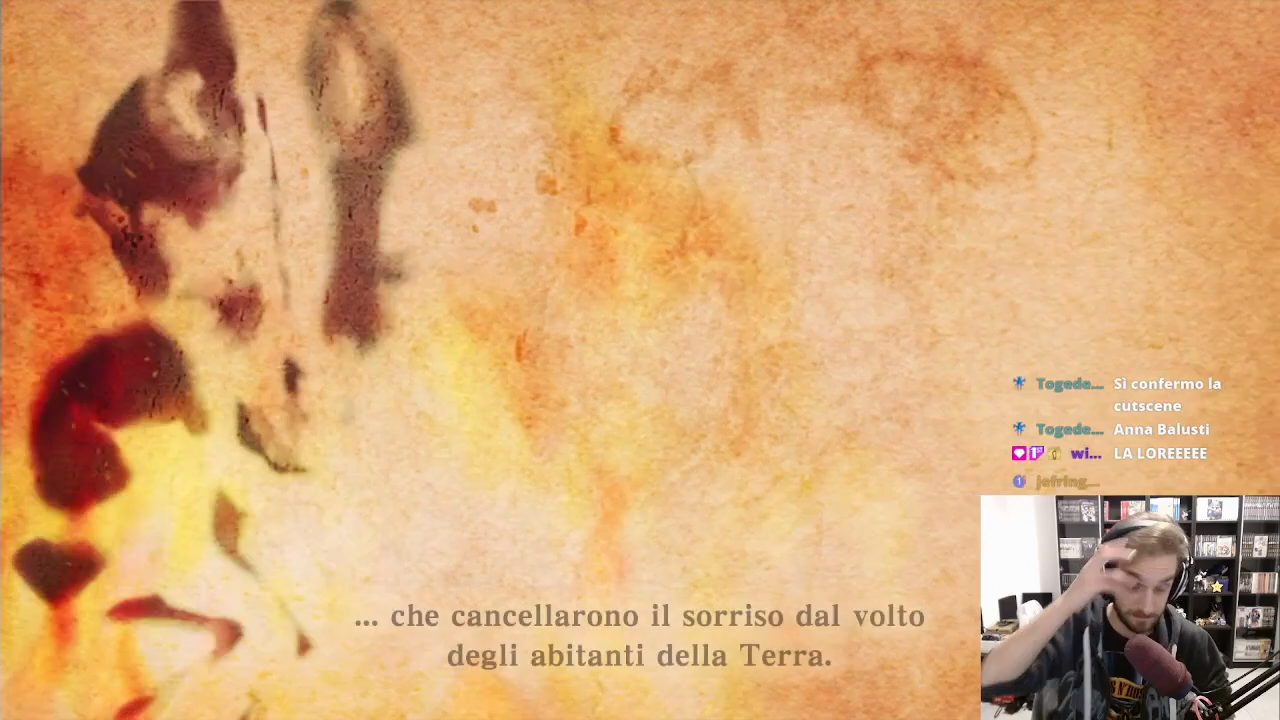 Togede... Sì confermo la
cutscene
Togede... Anna Balusti
wi... LA LOREEEEE
jefring...
... che cancellarono il sorriso dal volto
degli abitanti della Terra.